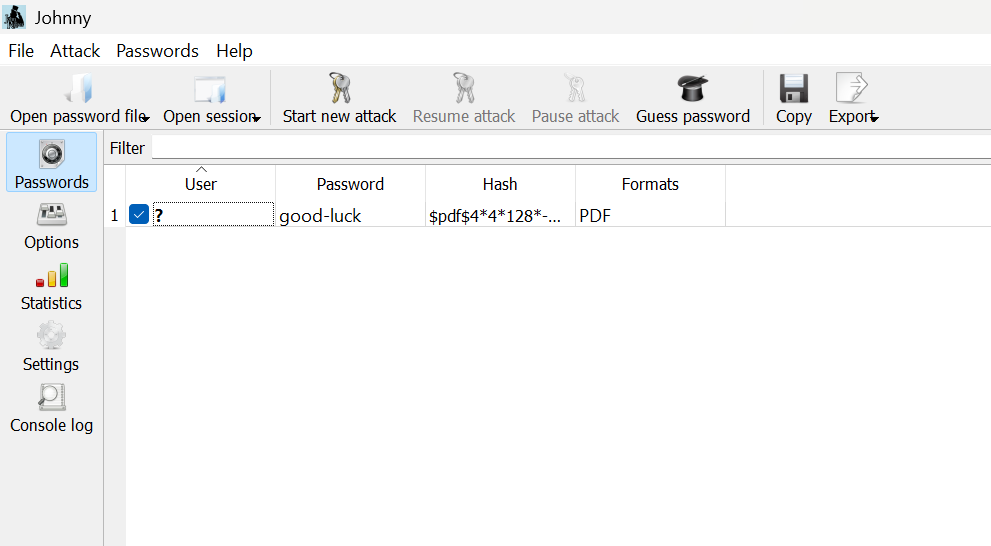 Johnny
File Attack Passwords Help
Open password file Open session Start new attack Resume attack Pause attack Guess password Copy Export
Passwords
Options
Statistics
Settings
Console log
Filter
User Password Hash Formats
1 ? good-luck $pdf$4*4*128*-... PDF